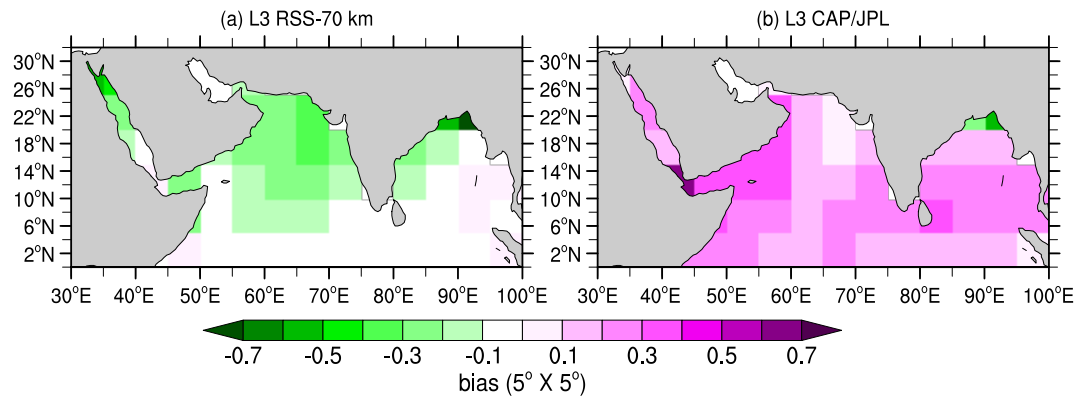 (a) L3 RSS-70 km
(b) L3 CAP/JPL
30°N
26°N
22°N
18°N
14°N
10°N
6°N
2°N
30°E 40°E 50°E 60°E 70°E 80°E 90°E 100°E
30°N
26°N
22°N
18°N
14°N
10°N
6°N
2°N
30°E 40°E 50°E 60°E 70°E 80°E 90°E 100°E
-0.7 -0.5 -0.3 -0.1 0.1 0.3 0.5 0.7
bias (5° X 5°)